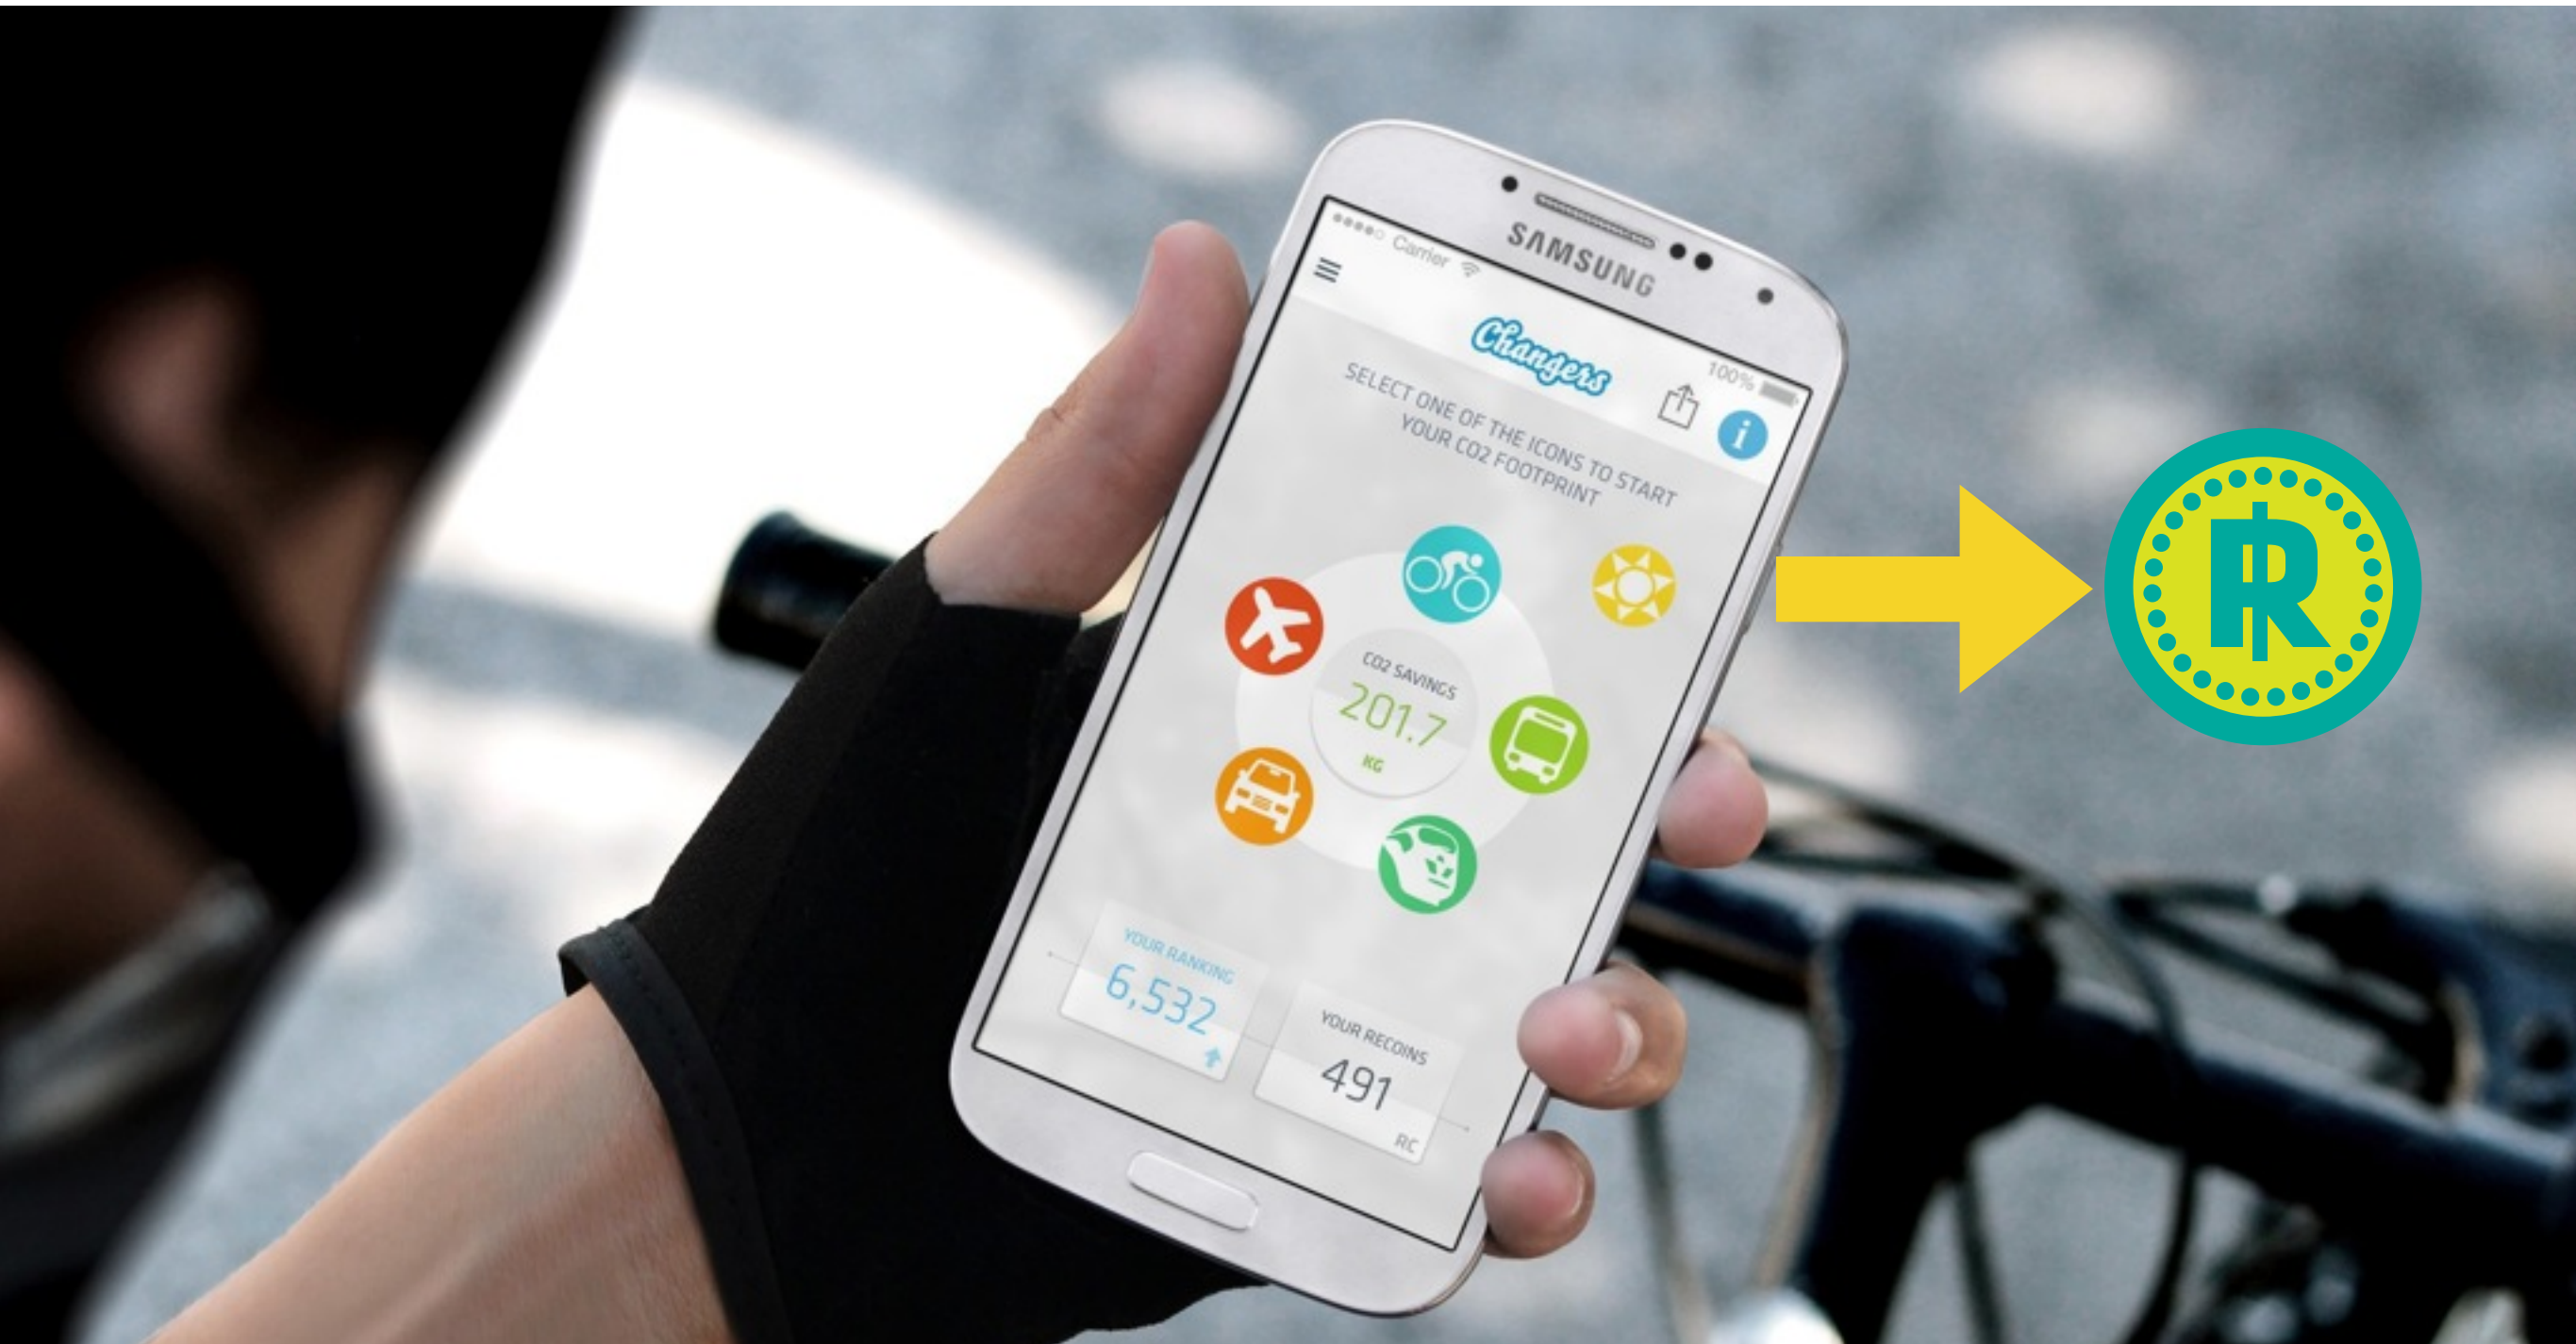 SAMSUNG
Carrier
100%
Changers
i
SELECT ONE OF THE ICONS TO START
YOUR CO2 FOOTPRINT
CO2 SAVINGS
201.7
KG
YOUR RANKING
6,532
YOUR RECOINS
491
RC
R